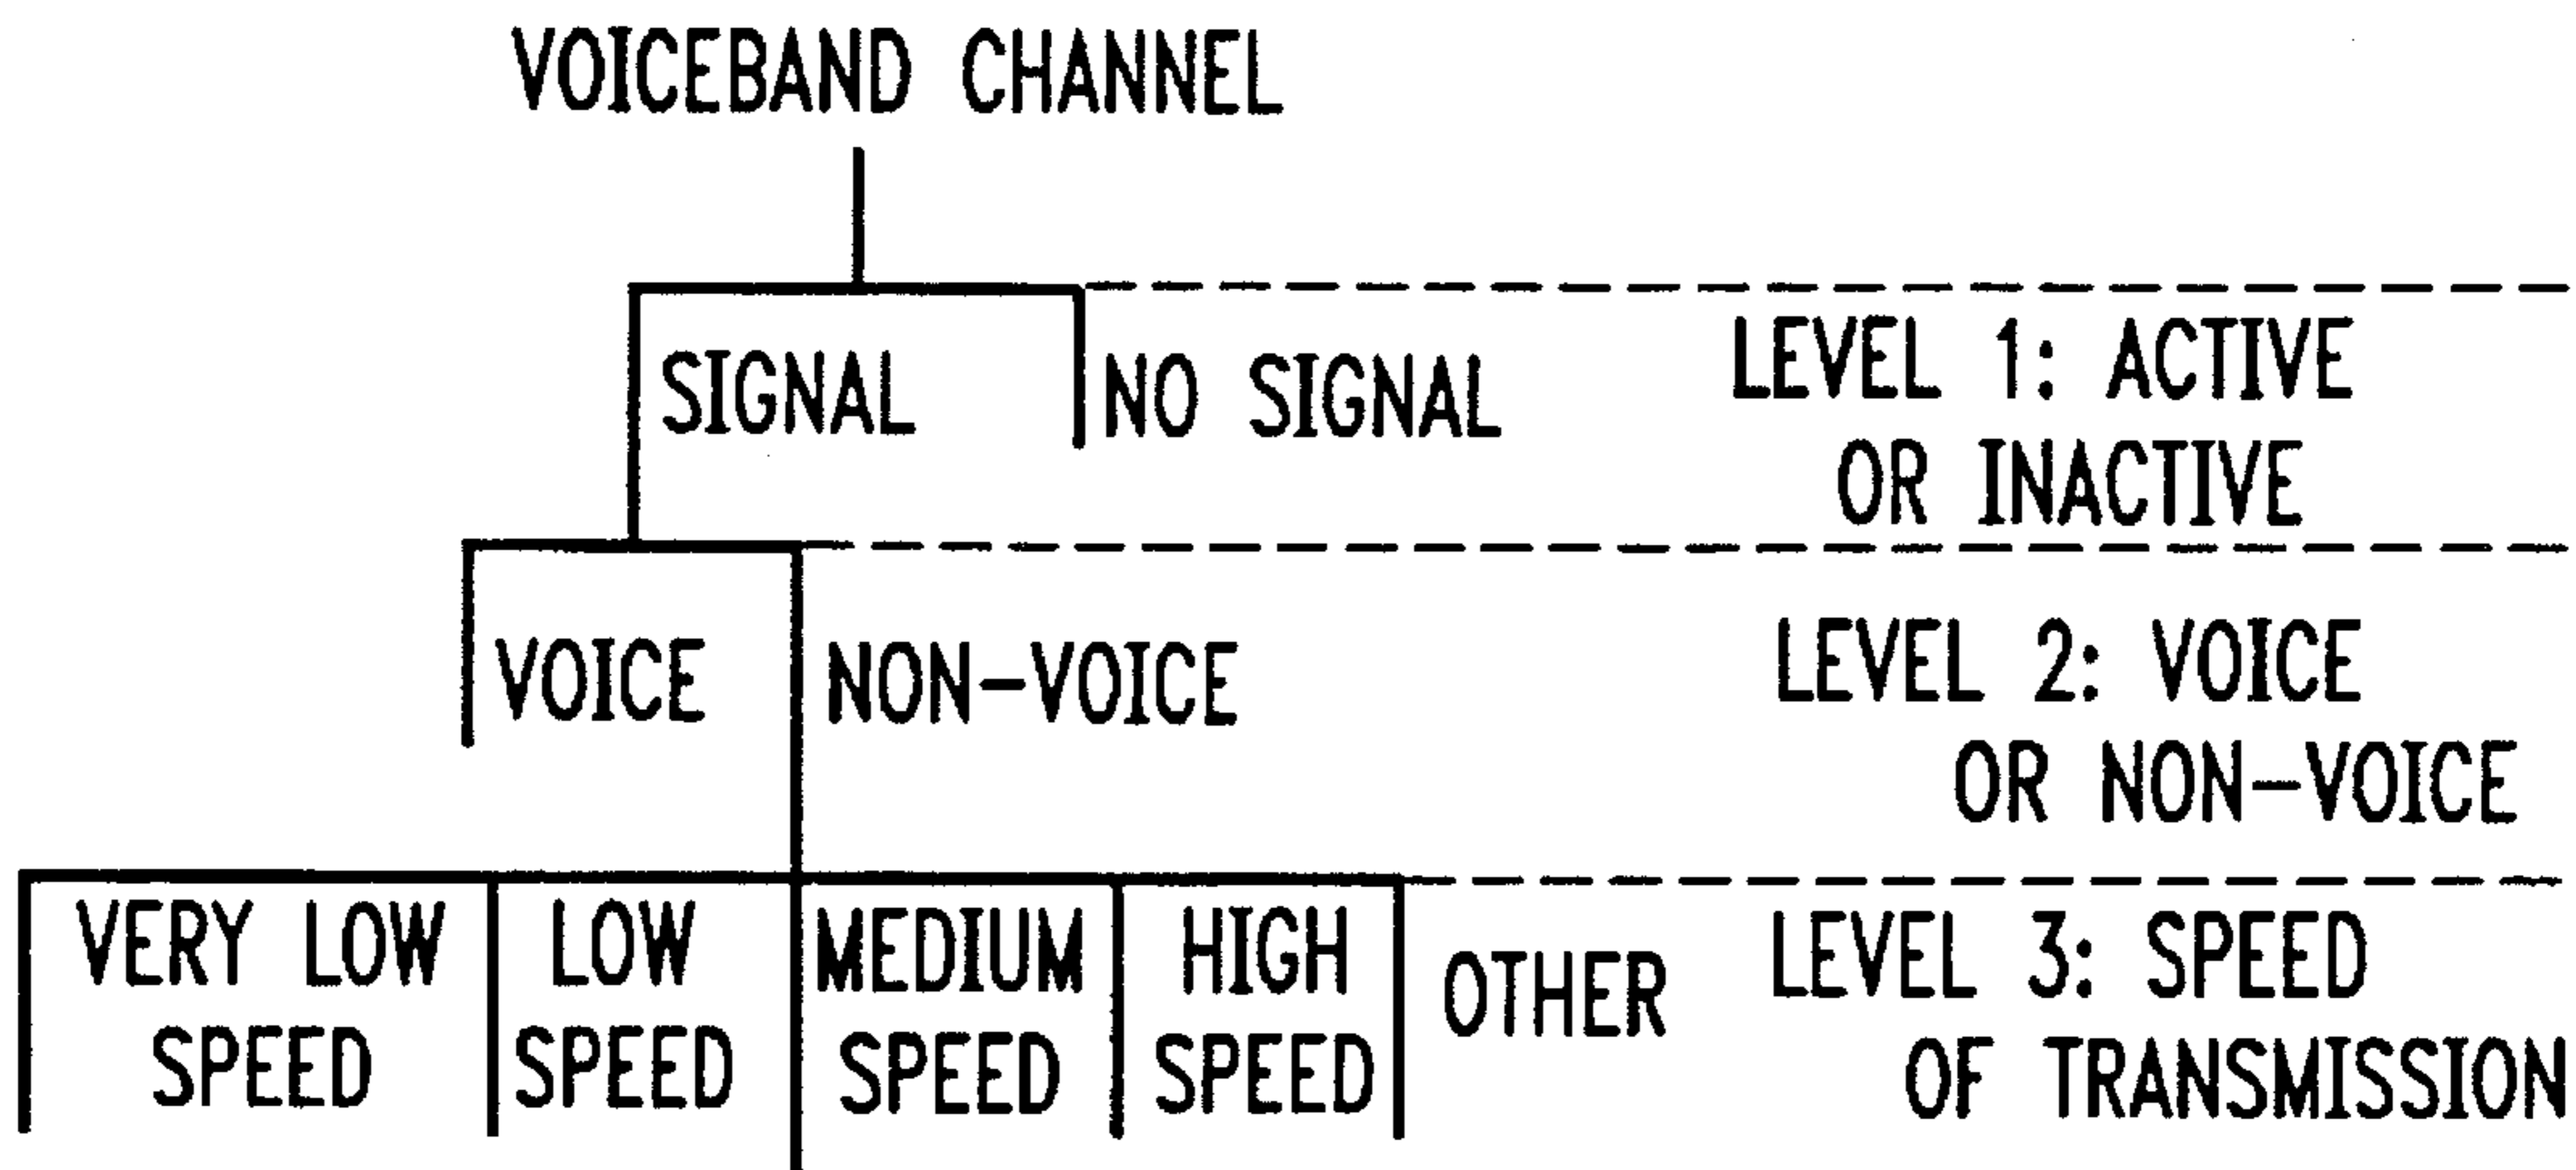 VOICEBAND CHANNEL
SIGNAL
NO SIGNAL
LEVEL 1: ACTIVE
OR INACTIVE
VOICE
NON-VOICE
LEVEL 2: VOICE
OR NON-VOICE
VERY LOW
SPEED
LOW
SPEED
MEDIUM
SPEED
HIGH
SPEED
OTHER
LEVEL 3: SPEED
OF TRANSMISSION